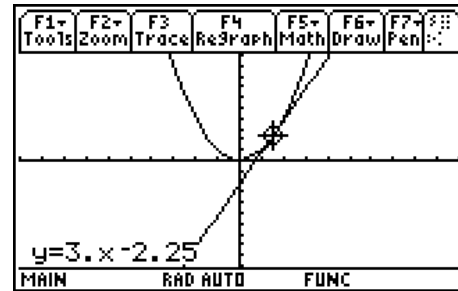 F1▾ F2▾ F3 F4 F5▾ F6▾ F7▾
Tools Zoom Trace ReGraph Math Draw Pen
y=3.x-2.25
MAIN RAD AUTO FUNC